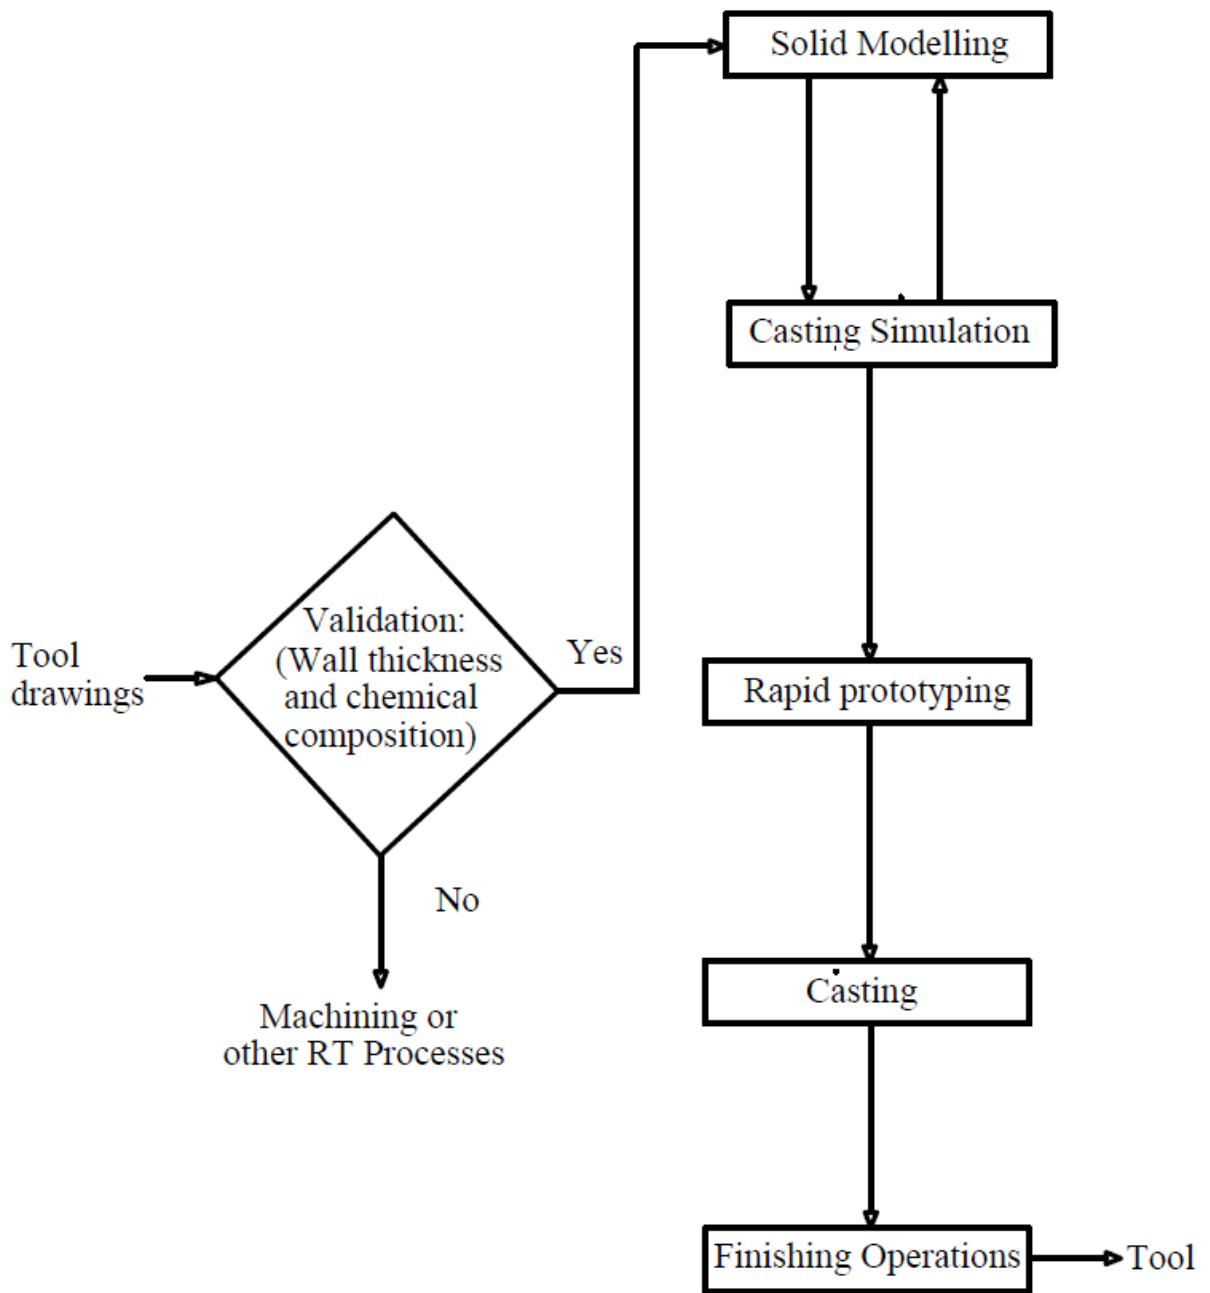 Solid Modelling
Casting Simulation
Validation:
(Wall thickness
and chemical
composition)
Yes
Tool
drawings
Rapid prototyping
No
Casting
Machining or
other RT Processes
Finishing Operations
Tool